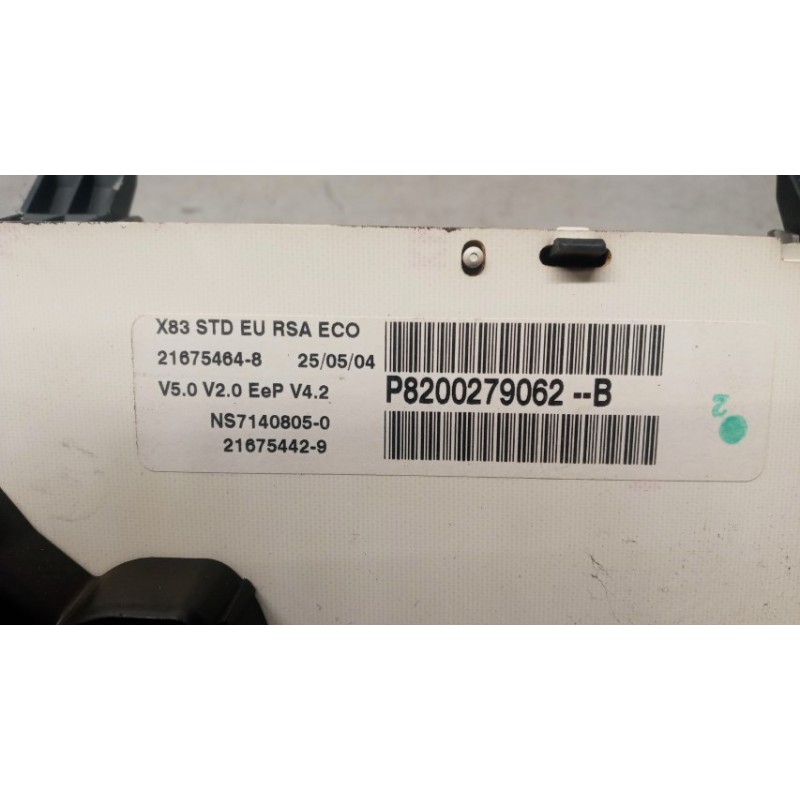 X83 STD EU RSA ECO
21675464-8 25/05/04
V5.0 V2.0 EeP V4.2
P8200279062 --B
NS7140805-0
21675442-9
2